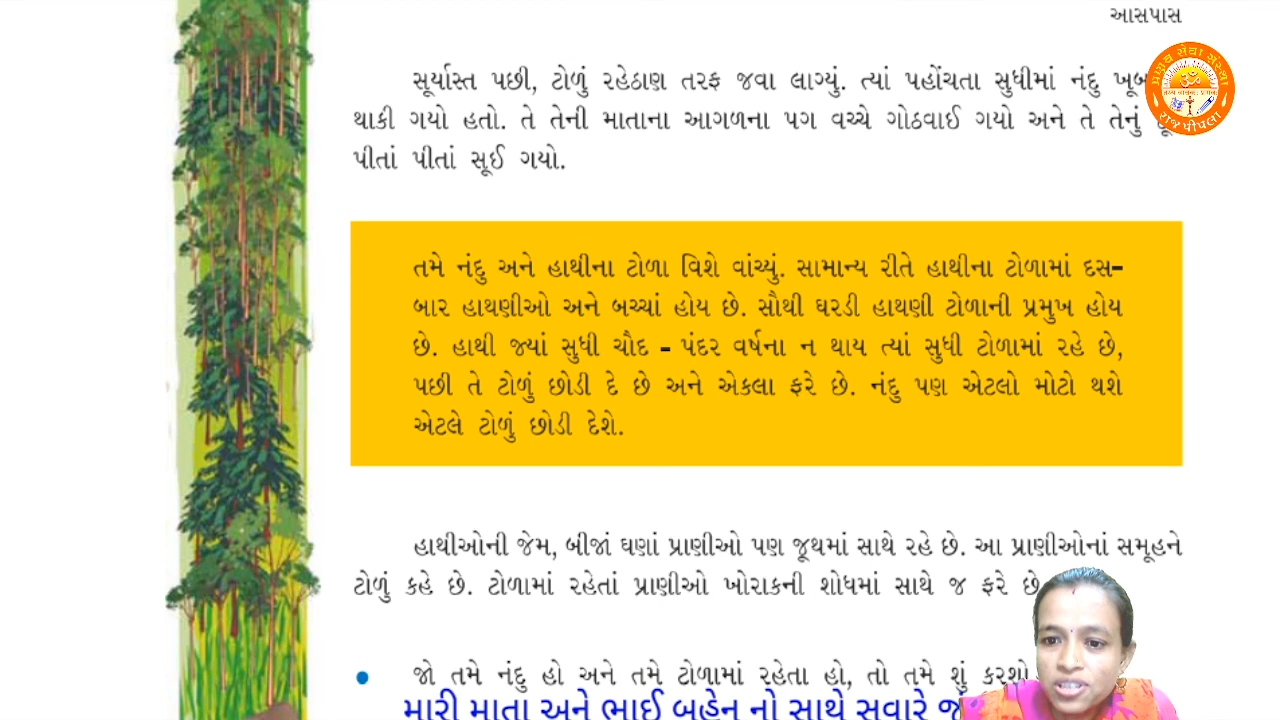 આસપાસ
સૂર્યાસ્ત પછી, ટોળું રહેઠાણ તરફ જવા લાગ્યું. ત્યાં પહોંચતા સુધીમાં નંદુ
થાકી ગયો હતો. તે તેની માતાના આગળના પગ વચ્ચે ગોઠવાઈ ગયો અને તે તેનું
પીતાં પીતાં સૂઈ ગયો.
પ્રણવ સેવા સંસ્થા
રાજપીપલા
તમે નંદુ અને હાથીના ટોળા વિશે વાંચ્યું. સામાન્ય રીતે હાથીના ટોળામાં દસ-
બાર હાથણીઓ અને બચ્ચાં હોય છે. સૌથી ઘરડી હાથણી ટોળાની પ્રમુખ હોય
છે. હાથી જ્યાં સુધી ચૌદ - પંદર વર્ષના ન થાય ત્યાં સુધી ટોળામાં રહે છે,
પછી તે ટોળું છોડી દે છે અને એકલા ફરે છે. નંદુ પણ એટલો મોટો થશે
એટલે ટોળું છોડી દેશે.
હાથીઓની જેમ, બીજાં ઘણાં પ્રાણીઓ પણ જૂથમાં સાથે રહે છે. આ પ્રાણીઓનાં સમૂહને
ટોળું કહે છે. ટોળામાં રહેતાં પ્રાણીઓ ખોરાકની શોધમાં સાથે જ ફરે છે
• જો તમે નંદુ હો અને તમે ટોળામાં રહેતા હો, તો તમે શું કરશો
મારી માતા અને ભાઈ બહેન નો સાથે સવારે